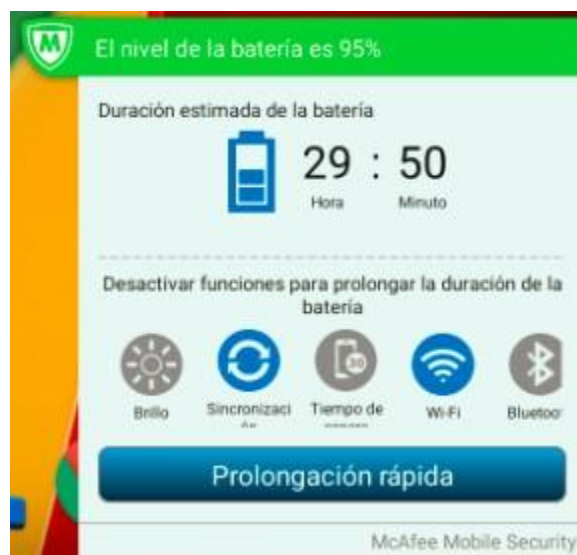 M
El nivel de la batería es 95%
Duración estimada de la batería
29 : 50
Hora Minuto
Desactivar funciones para prolongar la duración de la
batería
30
Brillo Sincronizaci Tiempo de Wi-Fi Bluetoo
Prolongación rápida
McAfee Mobile Security